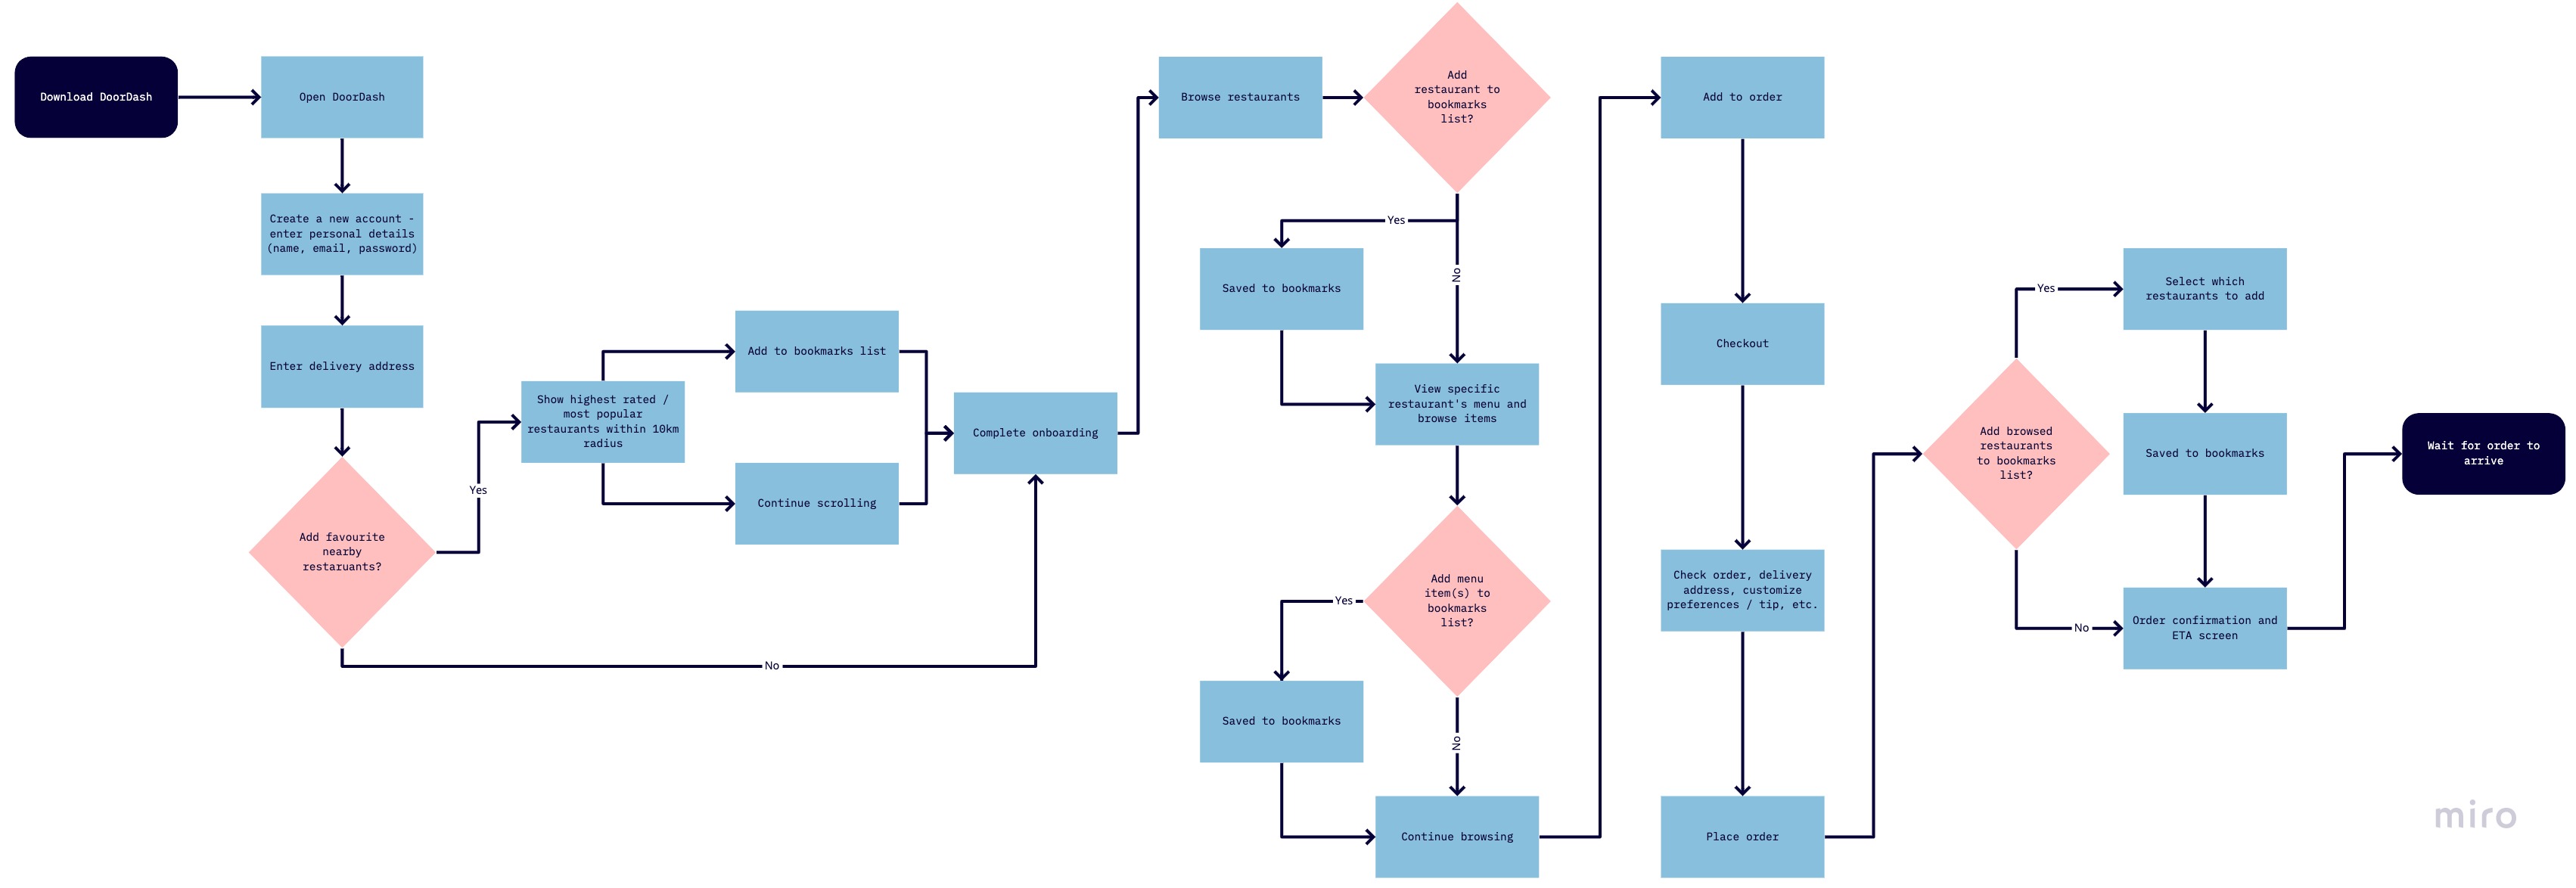 Download DoorDash
Open DoorDash
Create a new account -
enter personal details
(name, email, password)
Enter delivery address
Add favourite
nearby
restaruants?
Yes
No
Show highest rated /
most popular
restaurants within 10km
radius
Add to bookmarks list
Continue scrolling
Complete onboarding
Browse restaurants
Add
restaurant to
bookmarks
list?
Yes
No
Saved to bookmarks
View specific
restaurant's menu and
browse items
Add menu
item(s) to
bookmarks
list?
Yes
No
Saved to bookmarks
Continue browsing
Add to order
Checkout
Check order, delivery
address, customize
preferences / tip, etc.
Place order
Add browsed
restaurants
to bookmarks
list?
Yes
No
Select which
restaurants to add
Saved to bookmarks
Order confirmation and
ETA screen
Wait for order to
arrive
miro